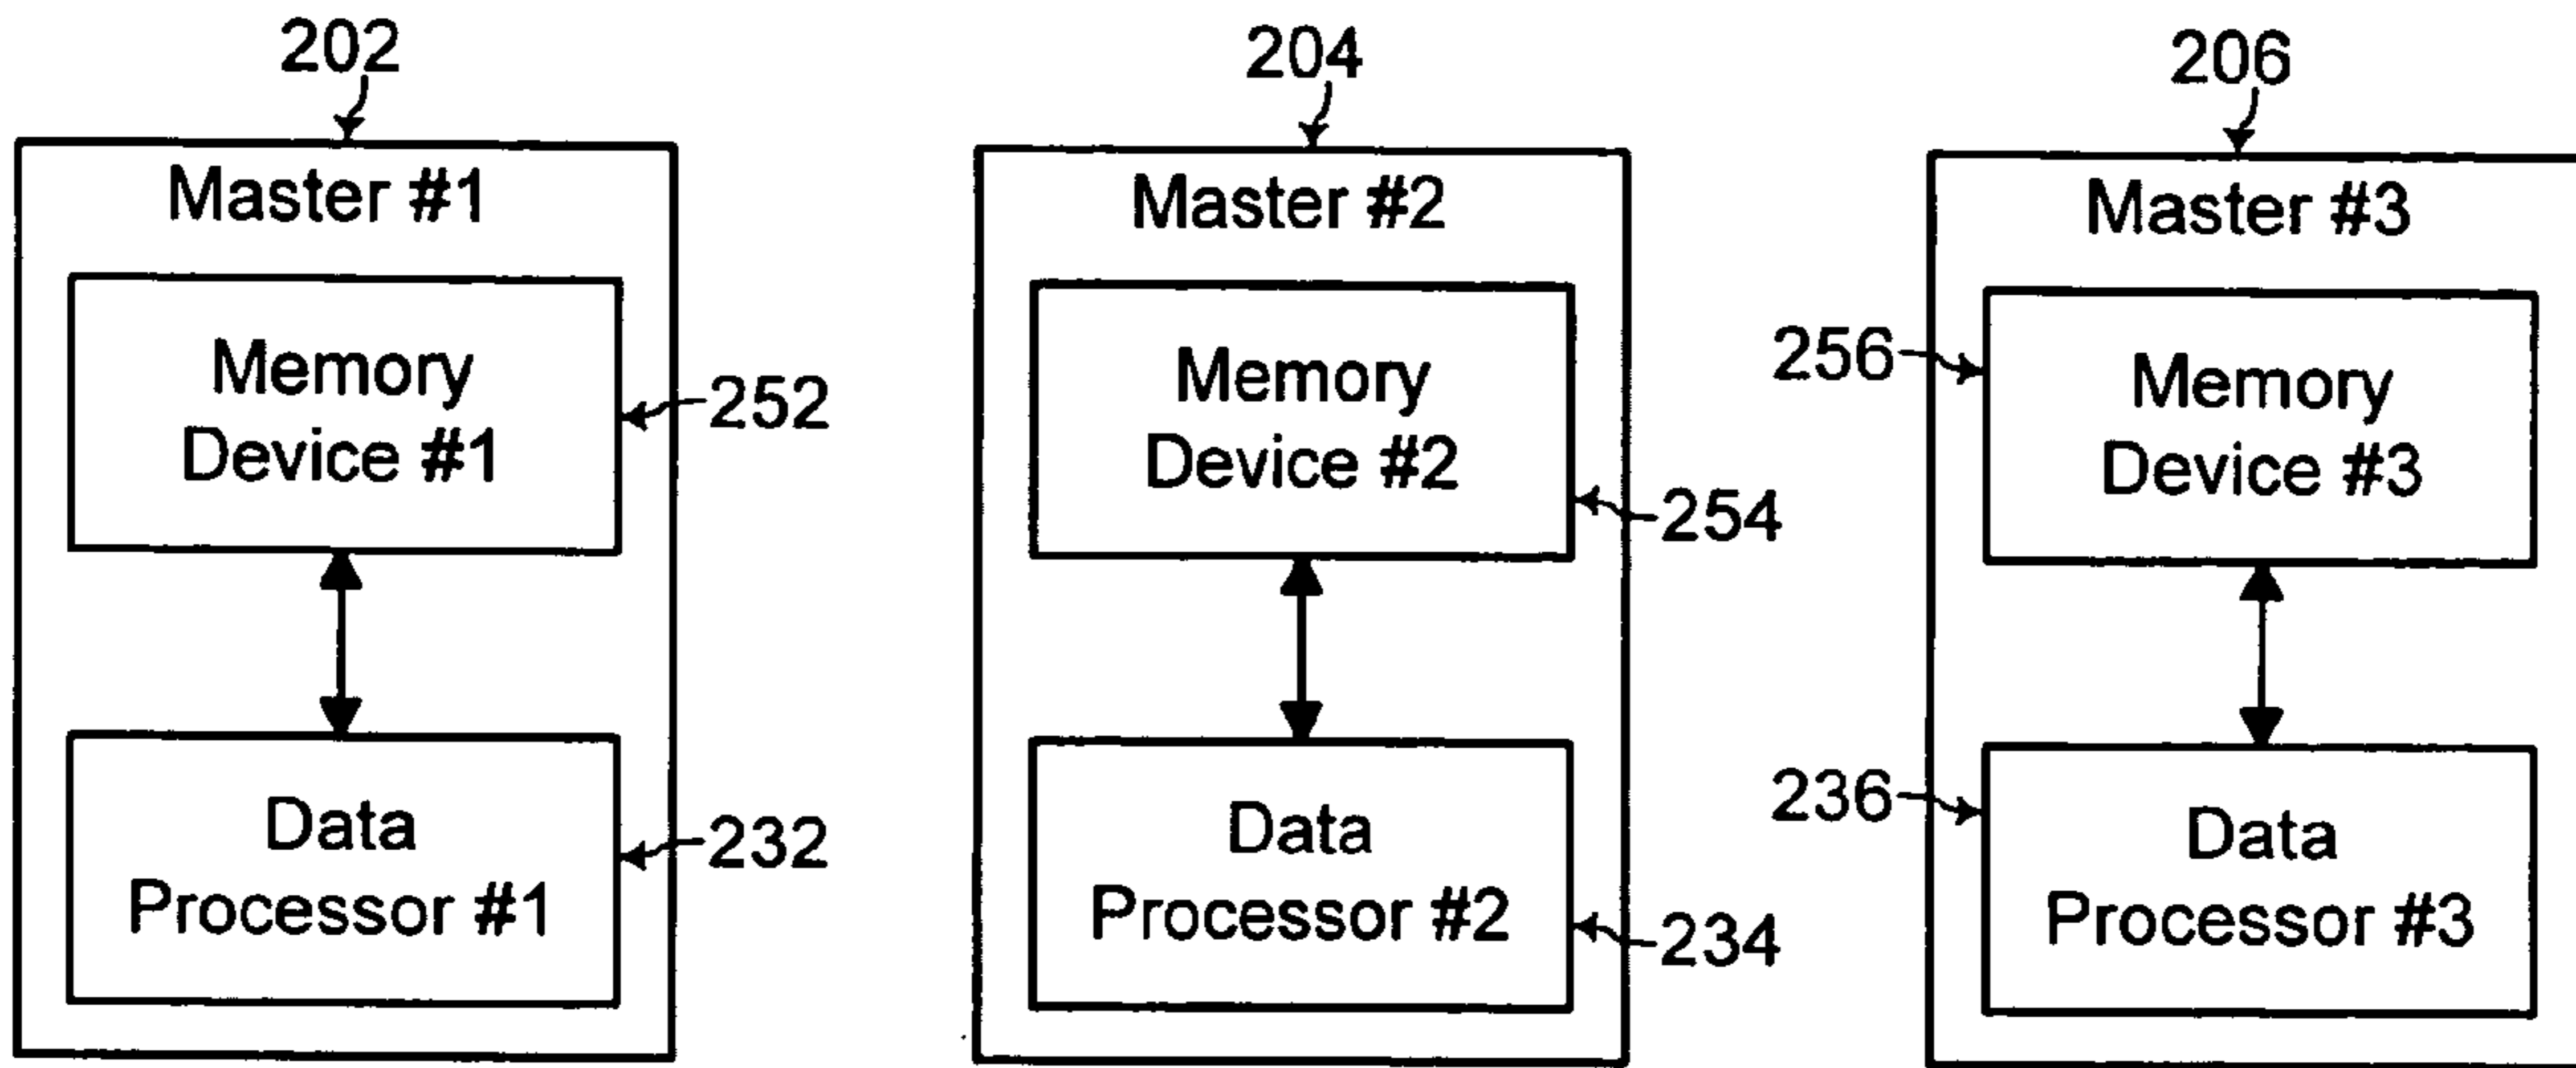 202
Master #1
Memory
Device #1
252
Data
Processor #1
232
204
Master #2
Memory
Device #2
254
Data
Processor #2
234
206
Master #3
256
Memory
Device #3
236
Data
Processor #3